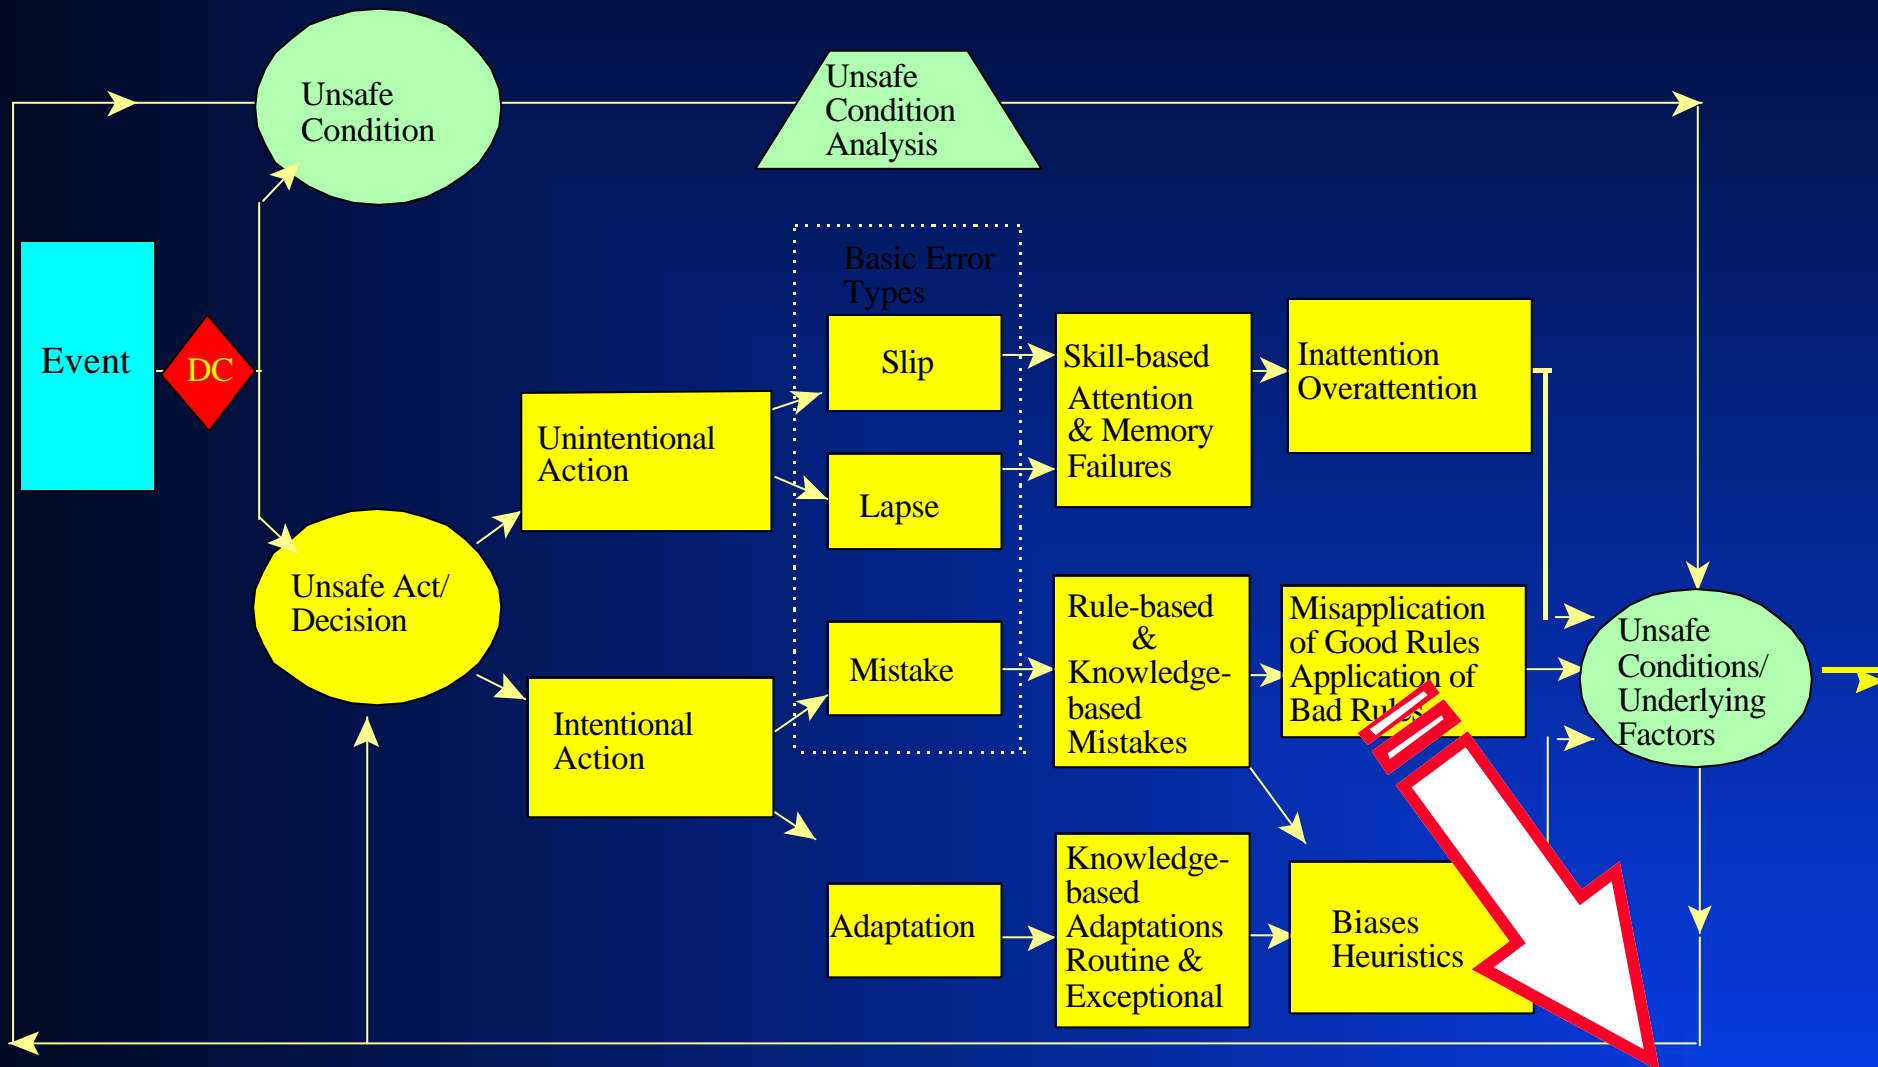 Unsafe
Condition
Unsafe
Condition
Analysis
Event
DC
Basic Error
Types
Slip
Skill-based
Attention
& Memory
Failures
Inattention
Overattention
Unintentional
Action
Lapse
Unsafe Act/
Decision
Mistake
Rule-based
&
Knowledge-
based
Mistakes
Misapplication
of Good Rules
Application of
Bad Rules
Unsafe
Conditions/
Underlying
Factors
Intentional
Action
Adaptation
Knowledge-
based
Adaptations
Routine &
Exceptional
Biases
Heuristics